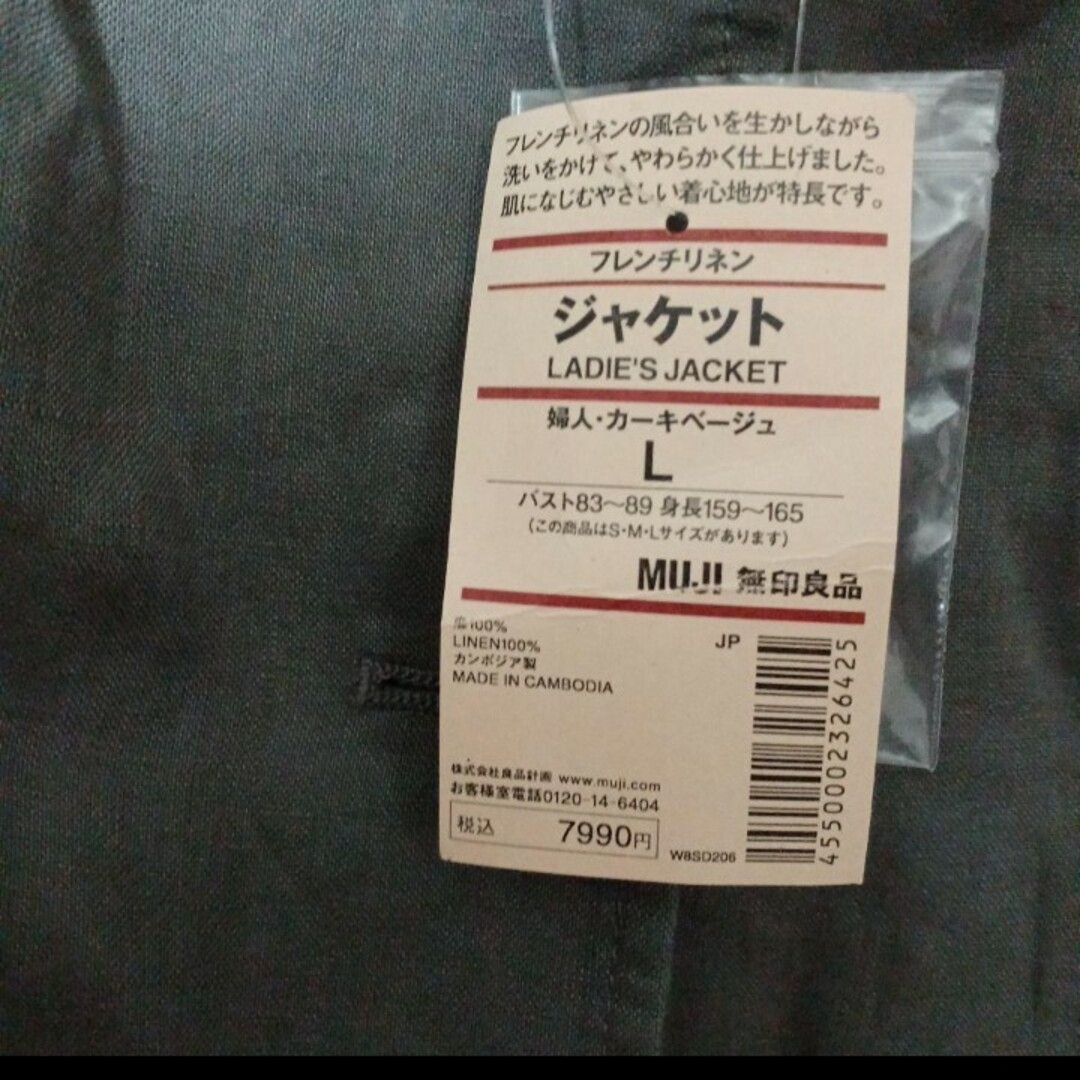 フレンチリネンの風合いを生かしながら
洗いをかけて、やわらかく仕上げました。
肌になじむやさしい着心地が特長です。
フレンチリネン
ジャケット
LADIE'S JACKET
婦人・カーキベージュ
L
バスト83〜89 身長159〜165
(この商品はS・M・Lサイズがあります)
MUJI 無印良品
麻100%
LINEN100%
カンボジア製
MADE IN CAMBODIA
JP
4550002326425
株式会社良品計画 www.muji.com
お客様室電話0120-14-6404
税込 7990円
W8SD206